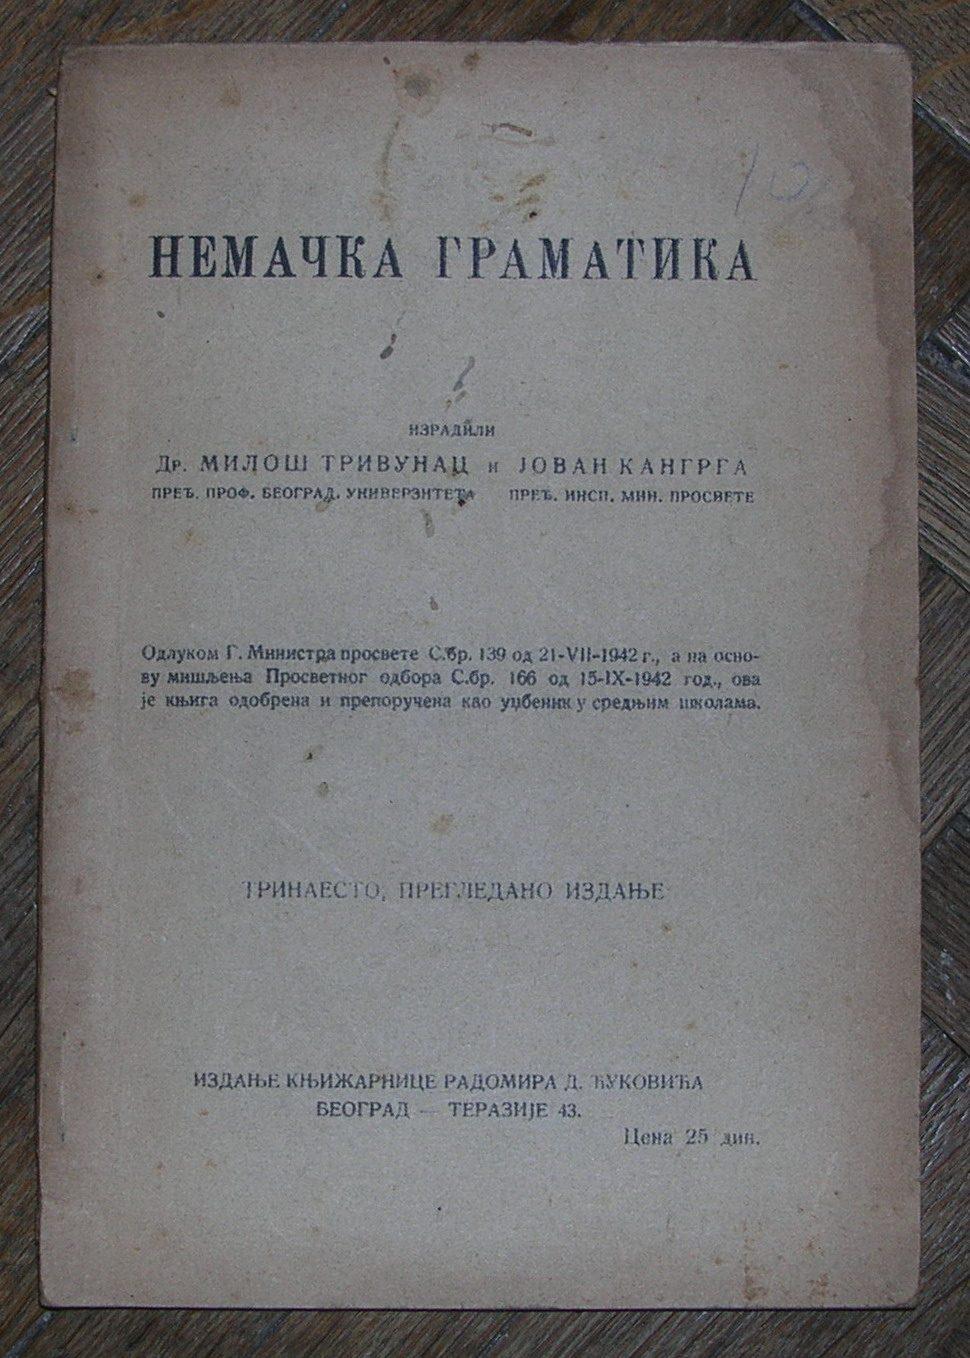 10
НЕМАЧКА ГРАМАТИКА
ИЗРАДИЛИ
Др. МИЛОШ ТРИВУНАЦ и ЈОВАН КАНГРГА
ПРЕЂ. ПРОФ. БЕОГРАД. УНИВЕРЗИТЕТА ПРЕЂ. ИНСП. МИН. ПРОСВЕТЕ
Одлуком Г. Министра просвете С.бр. 139 од 21-VII-1942 г., а на осно-
ву мишљења Просветног одбора С.бр. 166 од 15-IX-1942 год., ова
је књига одобрена и препоручена као уџбеник у средњим школама.
ТРИНАЕСТО, ПРЕГЛЕДАНО ИЗДАЊЕ
ИЗДАЊЕ КЊИЖАРНИЦЕ РАДОМИРА Д. ЋУКОВИЋА
БЕОГРАД — ТЕРАЗИЈЕ 43.
Цена 25 дин.